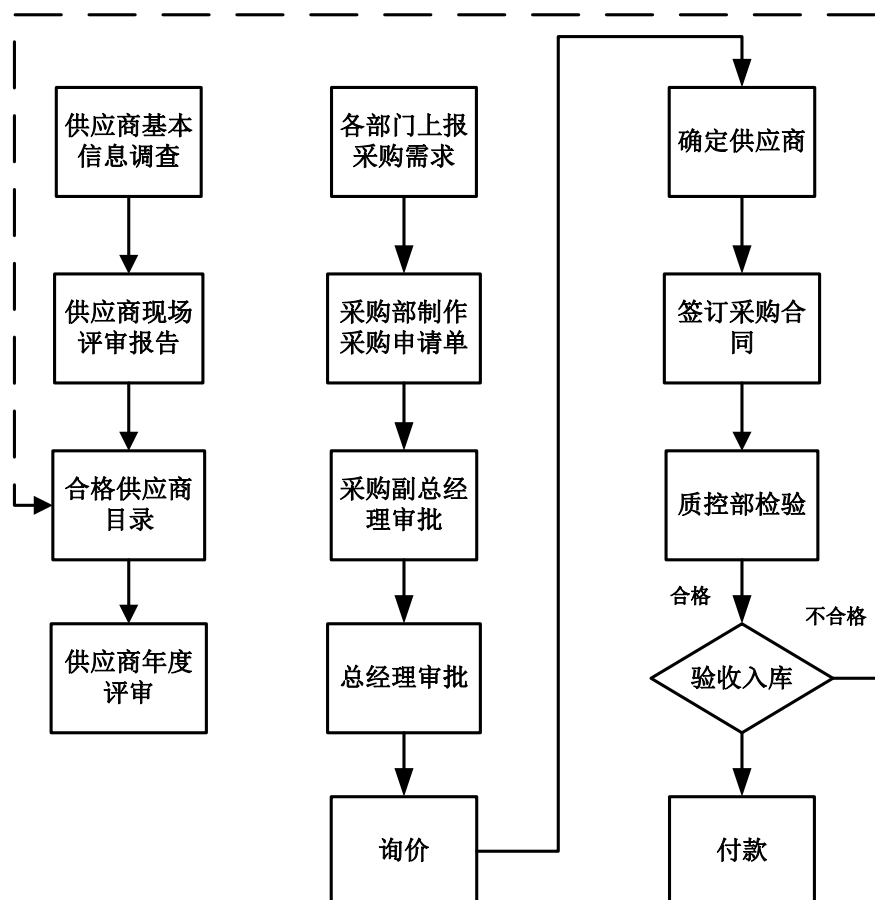 供应商基本
信息调查
供应商现场
评审报告
合格供应商
目录
供应商年度
评审
各部门上报
采购需求
采购部制作
采购申请单
采购副总经
理审批
总经理审批
询价
确定供应商
签订采购合
同
质控部检验
合格
不合格
验收入库
付款